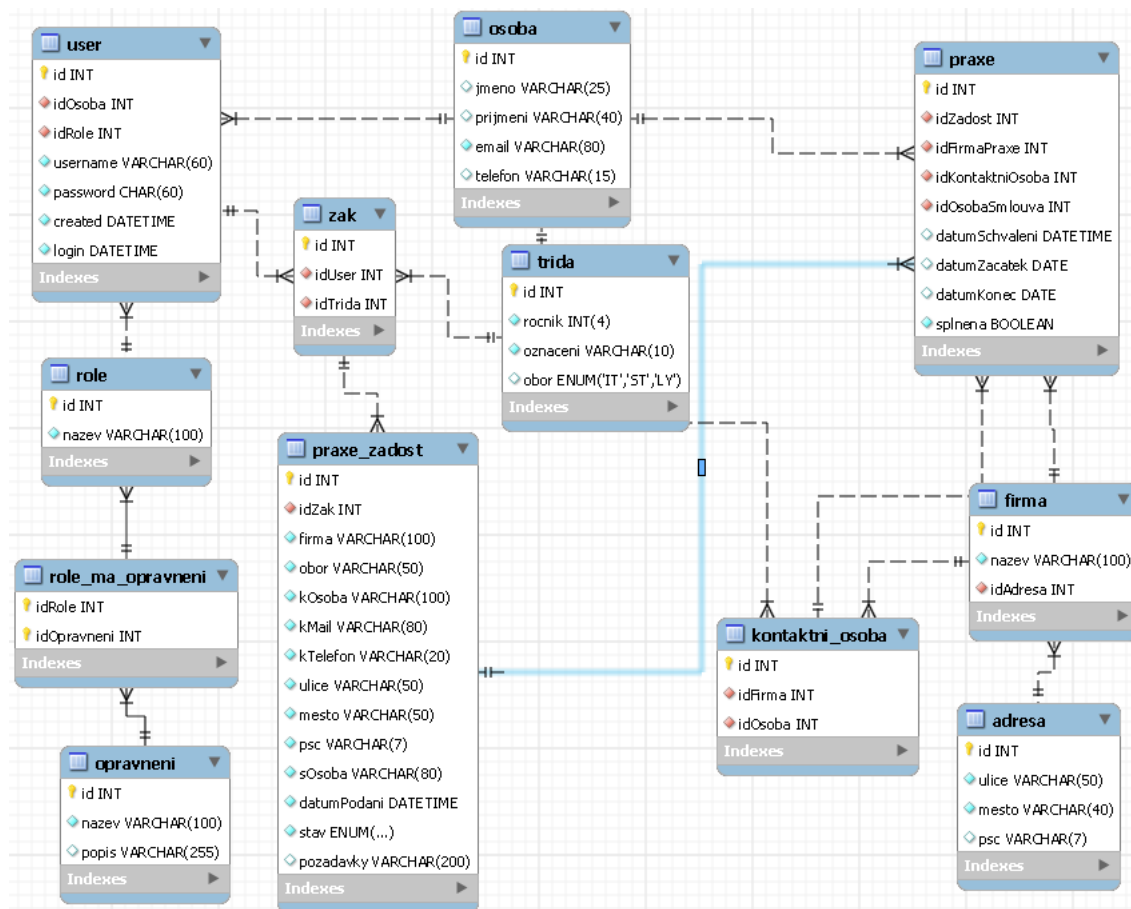 user
id INT
idOsoba INT
idRole INT
username VARCHAR(60)
password CHAR(60)
created DATETIME
login DATETIME
Indexes
osoba
id INT
jmeno VARCHAR(25)
prijmeni VARCHAR(40)
email VARCHAR(80)
telefon VARCHAR(15)
Indexes
praxe
id INT
idZadost INT
idFirmaPraxe INT
idKontaktniOsoba INT
idOsobaSmlouva INT
datumSchvaleni DATETIME
datumZacatek DATE
datumKonec DATE
splnena BOOLEAN
Indexes
zak
id INT
idUser INT
idTrida INT
Indexes
trida
id INT
rocnik INT(4)
oznaceni VARCHAR(10)
obor ENUM('IT','ST','LY')
Indexes
role
id INT
nazev VARCHAR(100)
Indexes
praxe_zadost
id INT
idZak INT
firma VARCHAR(100)
obor VARCHAR(50)
kOsoba VARCHAR(100)
kMail VARCHAR(80)
kTelefon VARCHAR(20)
ulice VARCHAR(50)
mesto VARCHAR(50)
psc VARCHAR(7)
sOsoba VARCHAR(80)
datumPodani DATETIME
stav ENUM(...)
pozadavky VARCHAR(200)
Indexes
firma
id INT
nazev VARCHAR(100)
idAdresa INT
Indexes
role_ma_opravneni
idRole INT
idOpravneni INT
Indexes
kontaktni_osoba
id INT
idFirma INT
idOsoba INT
Indexes
adresa
id INT
ulice VARCHAR(50)
mesto VARCHAR(40)
psc VARCHAR(7)
Indexes
opravneni
id INT
nazev VARCHAR(100)
popis VARCHAR(255)
Indexes